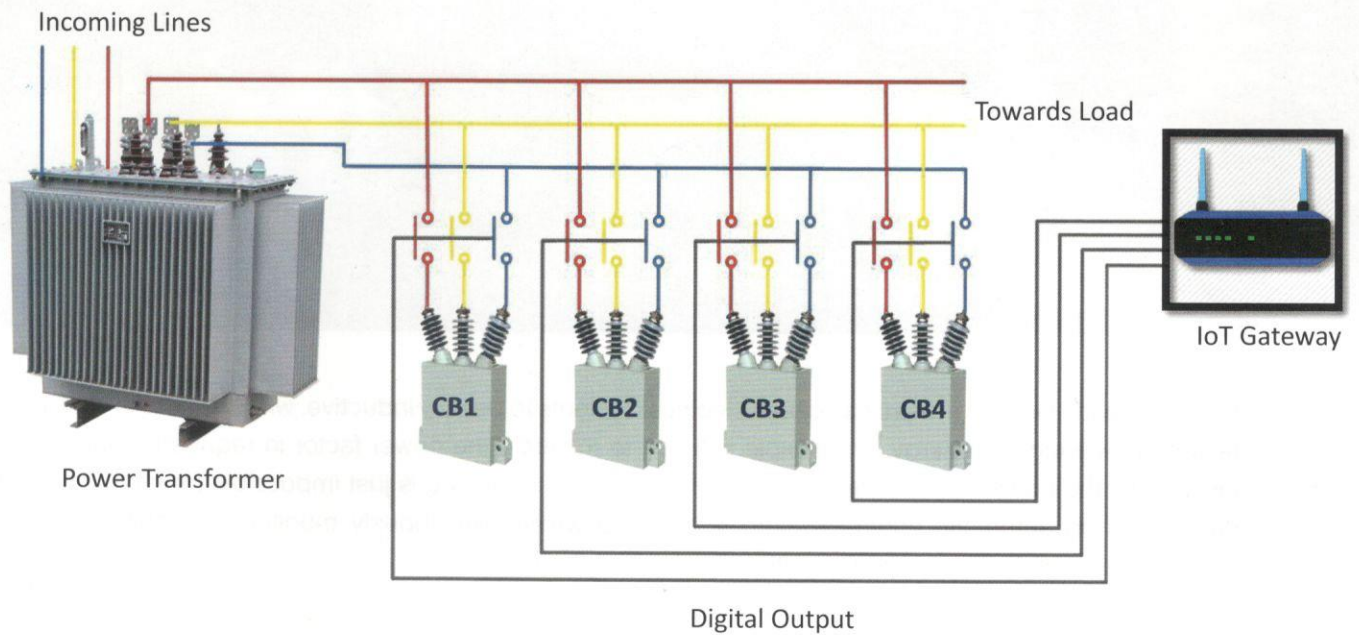 Incoming Lines
Towards Load
IoT Gateway
CB1
CB2
CB3
CB4
Power Transformer
Digital Output